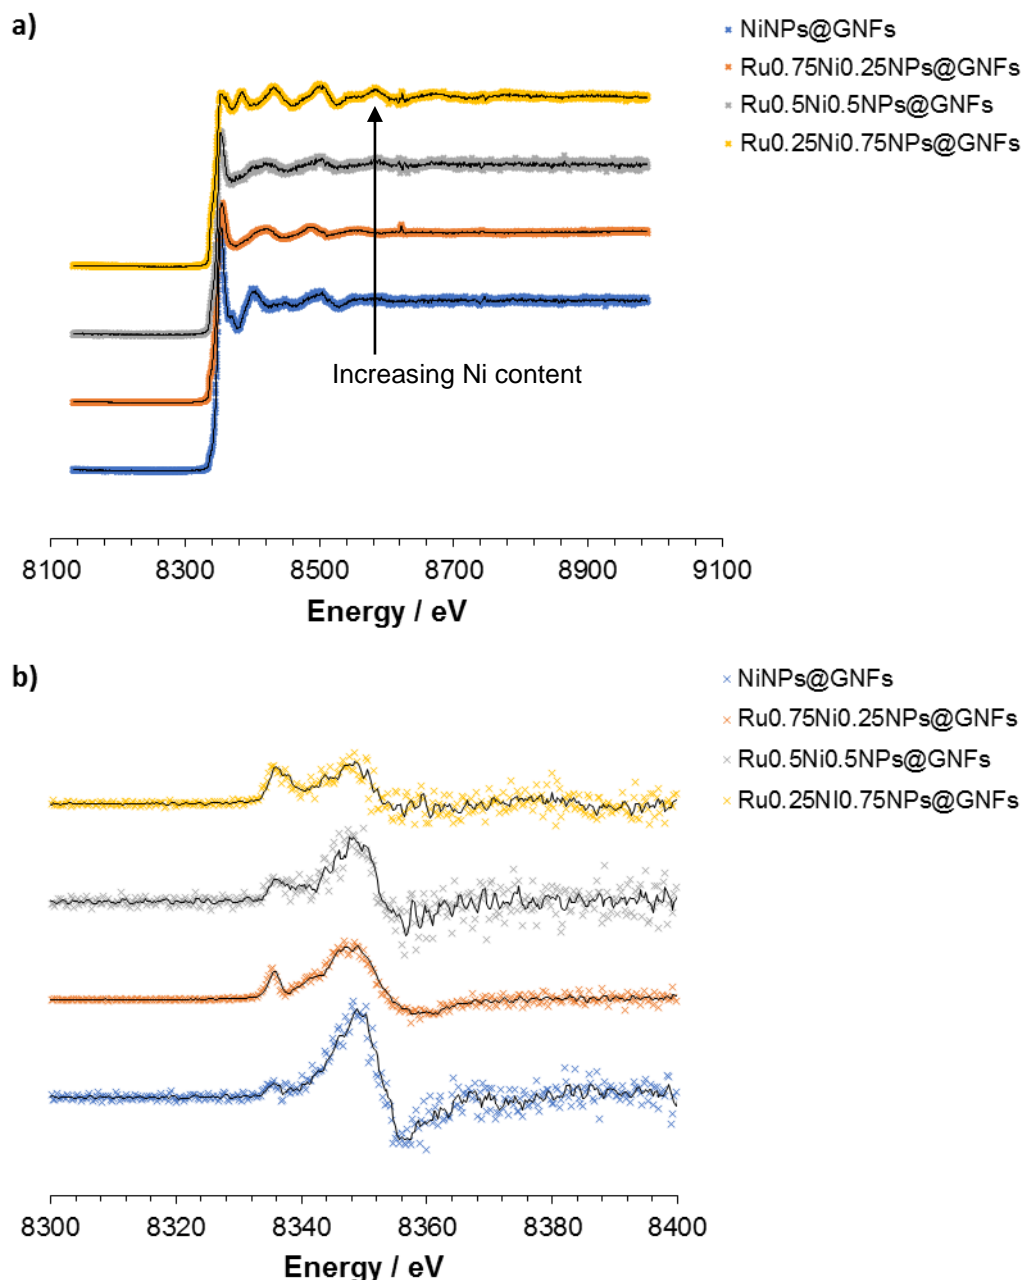 a)
NiNPs@GNFs
Ru0.75Ni0.25NPs@GNFs
Ru0.5Ni0.5NPs@GNFs
Ru0.25Ni0.75NPs@GNFs
Increasing Ni content
8100 8300 8500 8700 8900 9100
Energy / eV
b)
NiNPs@GNFs
Ru0.75Ni0.25NPs@GNFs
Ru0.5Ni0.5NPs@GNFs
Ru0.25NI0.75NPs@GNFs
8300 8320 8340 8360 8380 8400
Energy / eV